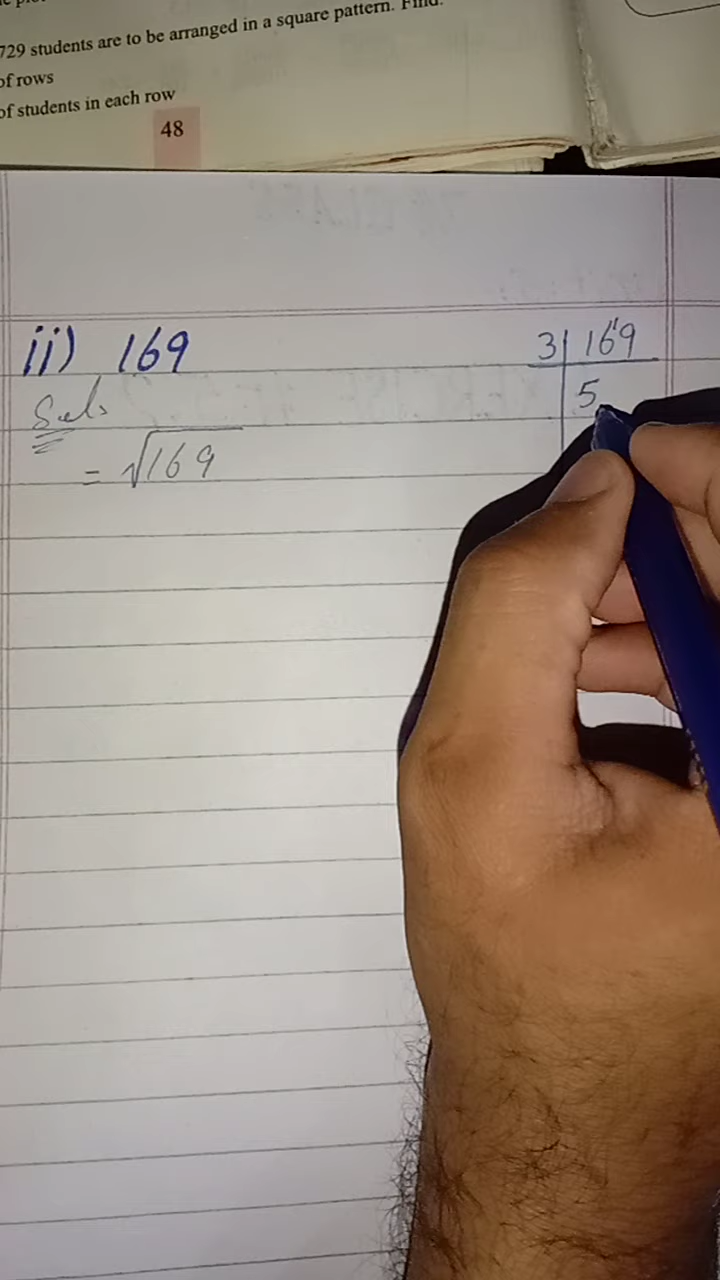 729 students are to be arranged in a square pattern. Find:
of rows
of students in each row
48
ii) 169
Sol.
= √169
3 | 16¹9
5